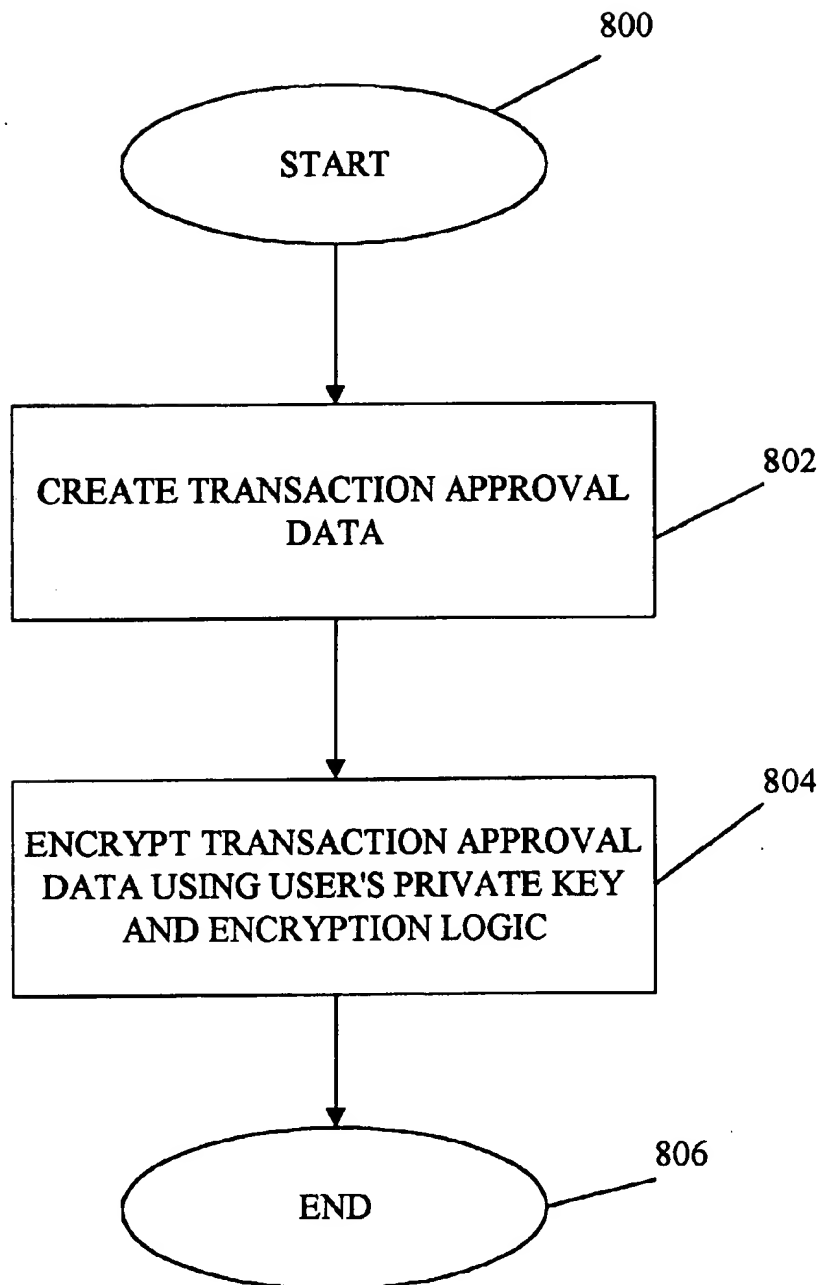 800
START
802
CREATE TRANSACTION APPROVAL
DATA
804
ENCRYPT TRANSACTION APPROVAL
DATA USING USER'S PRIVATE KEY
AND ENCRYPTION LOGIC
806
END